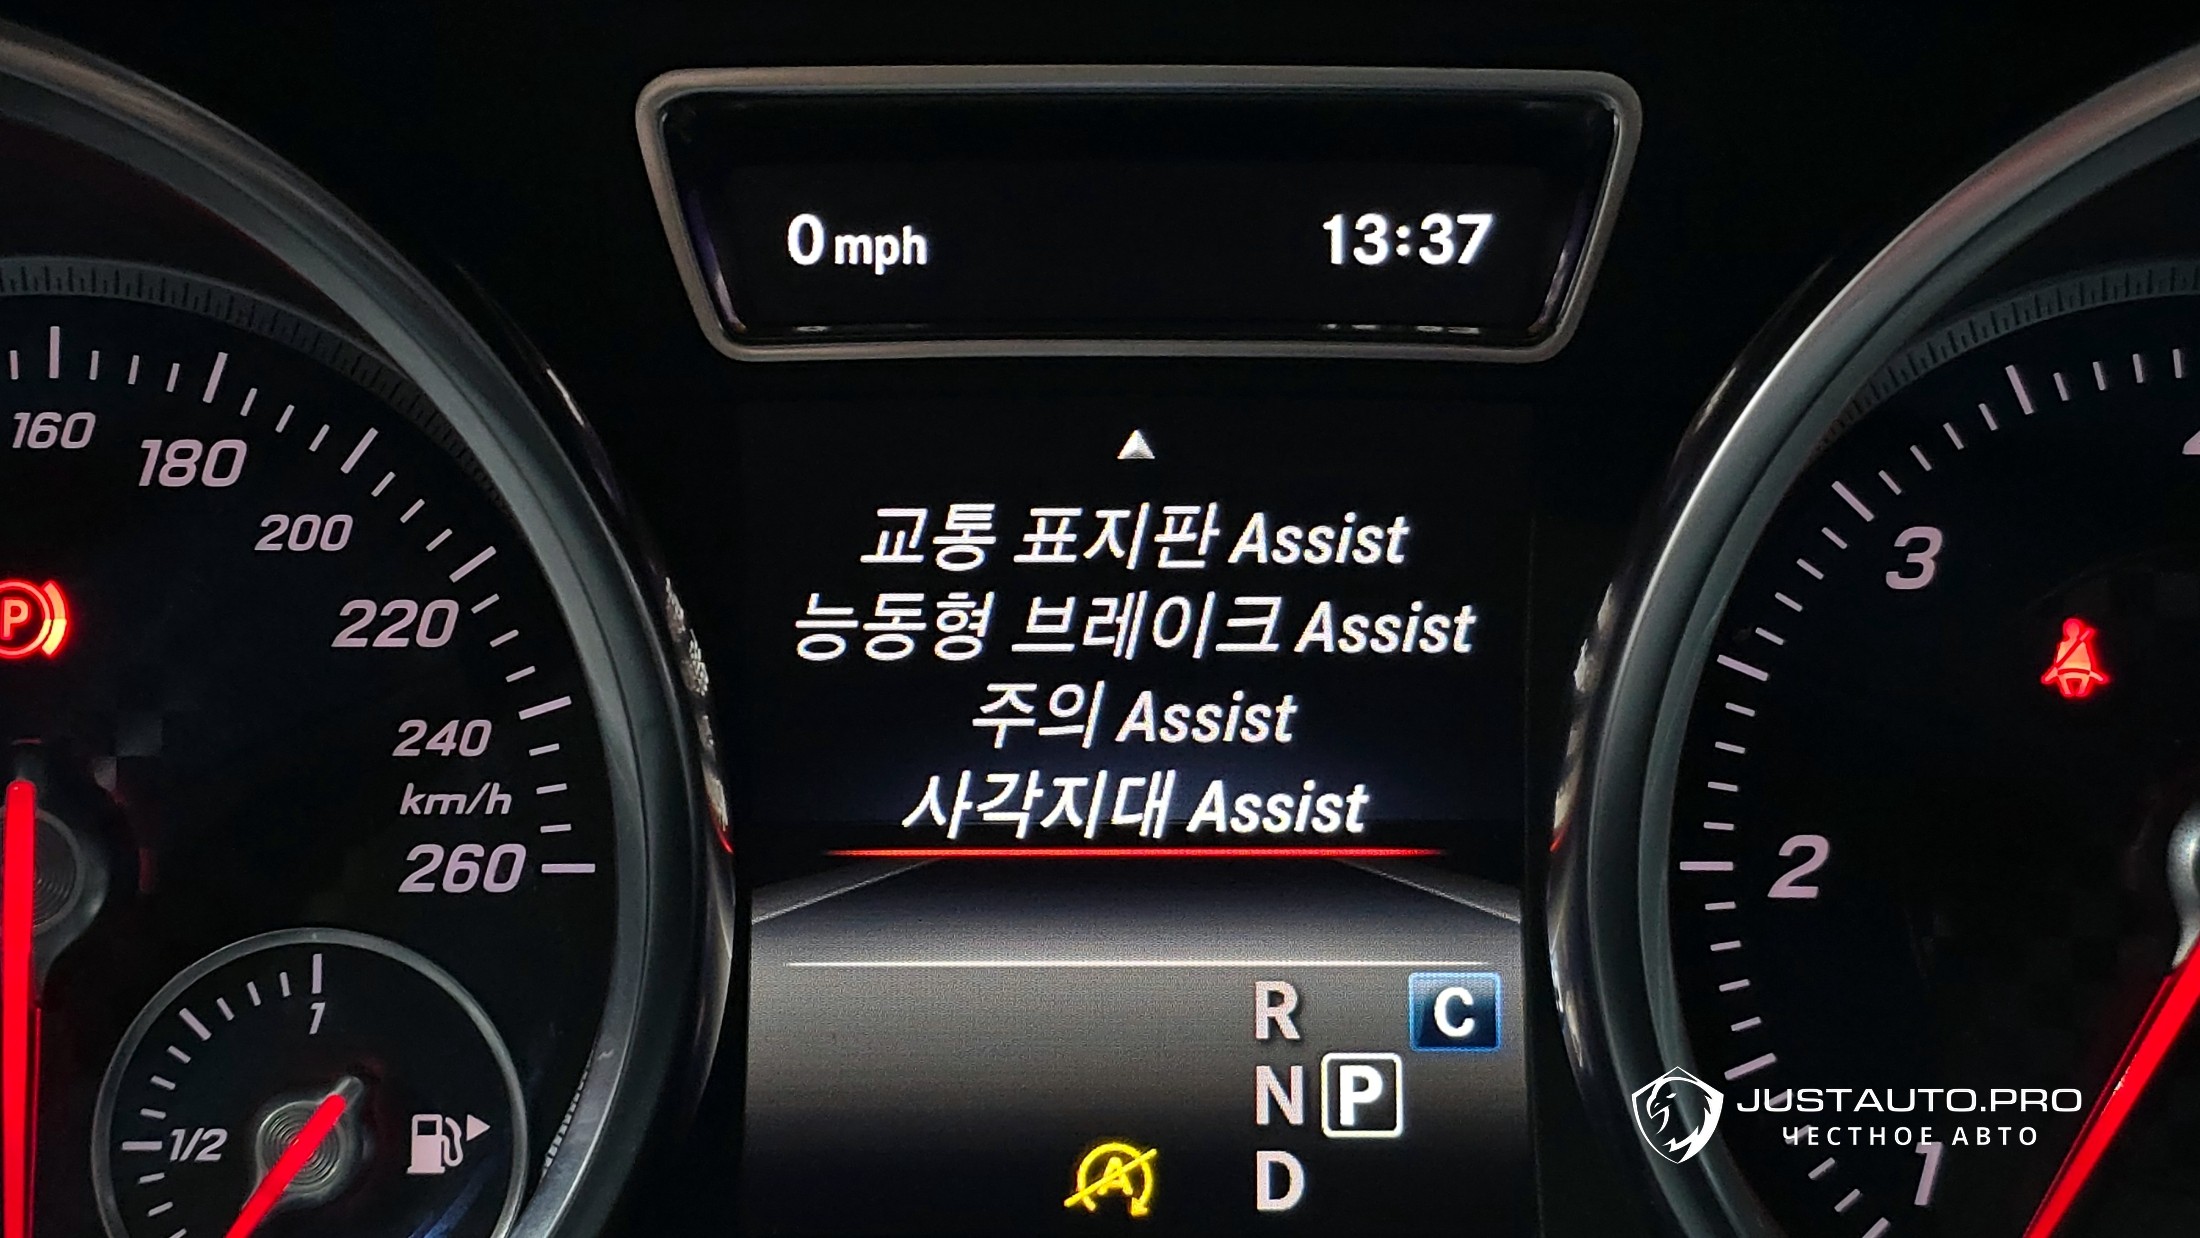 0 mph 13:37
교통 표지판 Assist
능동형 브레이크 Assist
주의 Assist
사각지대 Assist
R C
N P
D
A
160
180
200
220
240
km/h
260
P
1
1/2
3
2
1
JUSTAUTO.PRO
ЧЕСТНОЕ АВТО